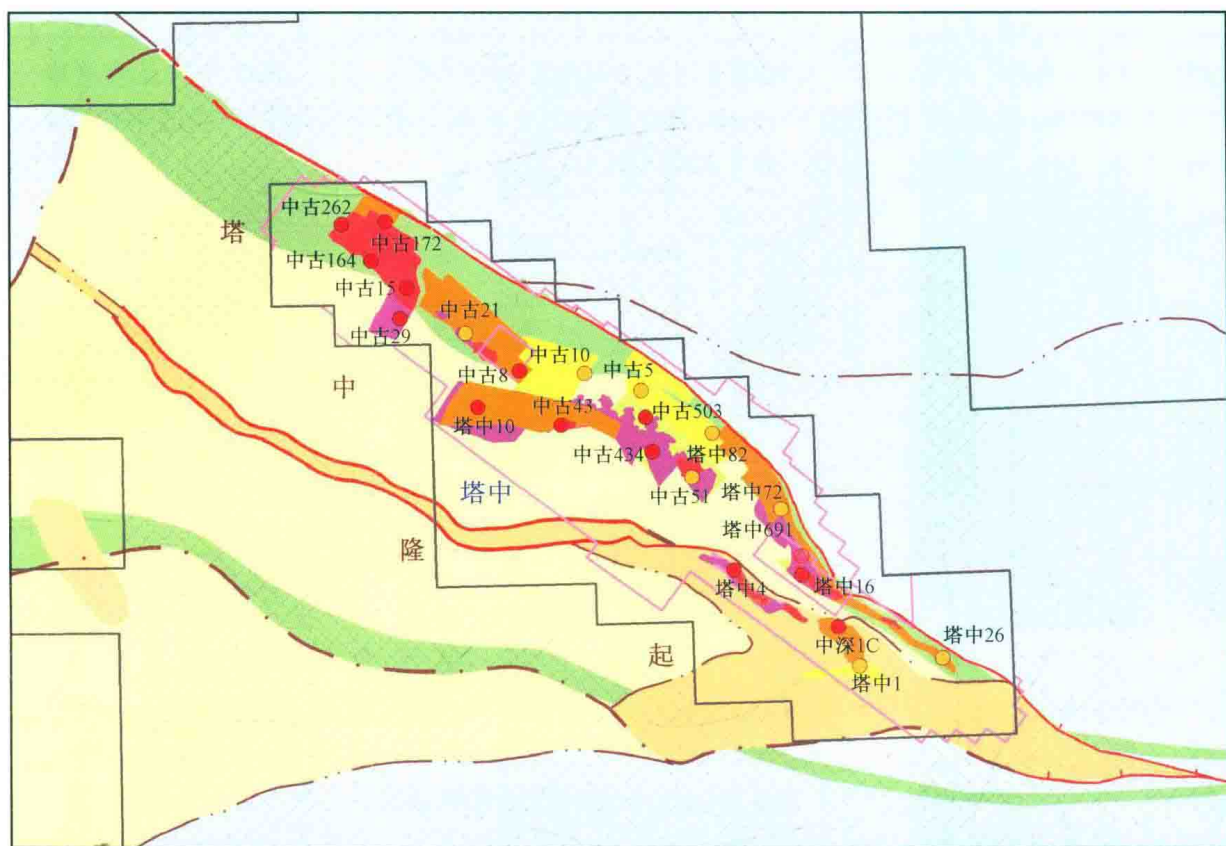 中古262
塔
中古172
中古164
中古15
中古21
中古29
中古10
中古5
中古8
中
中古43
中古503
塔中10
中古434
塔中82
塔中
中古51
塔中72
塔中691
隆
塔中4
塔中16
起
中深1C
塔中26
塔中1